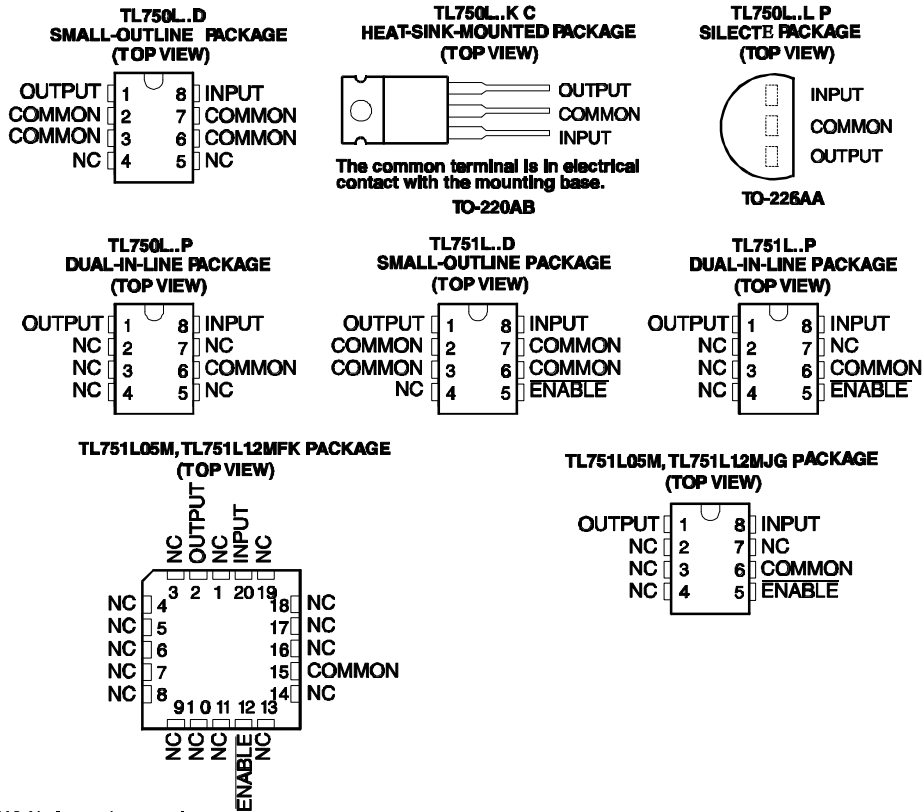 TL750L..D
SMALL-OUTLINE PACKAGE
(TOP VIEW)
OUTPUT 1 8 INPUT
COMMON 2 7 COMMON
COMMON 3 6 COMMON
NC 4 5 NC
TL750L..K C
HEAT-SINK-MOUNTED PACKAGE
(TOP VIEW)
OUTPUT
COMMON
INPUT
The common terminal is in electrical
contact with the mounting base.
TO-220AB
TL750L..L P
SILECTE PACKAGE
(TOP VIEW)
INPUT
COMMON
OUTPUT
TO-226AA
TL750L..P
DUAL-IN-LINE PACKAGE
(TOP VIEW)
OUTPUT 1 8 INPUT
NC 2 7 NC
NC 3 6 COMMON
NC 4 5 NC
TL751L..D
SMALL-OUTLINE PACKAGE
(TOP VIEW)
OUTPUT 1 8 INPUT
COMMON 2 7 COMMON
COMMON 3 6 COMMON
NC 4 5 ENABLE
TL751L..P
DUAL-IN-LINE PACKAGE
(TOP VIEW)
OUTPUT 1 8 INPUT
NC 2 7 NC
NC 3 6 COMMON
NC 4 5 ENABLE
TL751L05M, TL751L12MFK PACKAGE
(TOP VIEW)
NC OUTPUT NC INPUT NC
3 2 1 20 19
NC 4 18 NC
NC 5 17 NC
NC 6 16 NC
NC 7 15 COMMON
NC 8 14 NC
9 10 11 12 13
NC NC NC ENABLE NC
TL751L05M, TL751L12MJG PACKAGE
(TOP VIEW)
OUTPUT 1 8 INPUT
NC 2 7 NC
NC 3 6 COMMON
NC 4 5 ENABLE